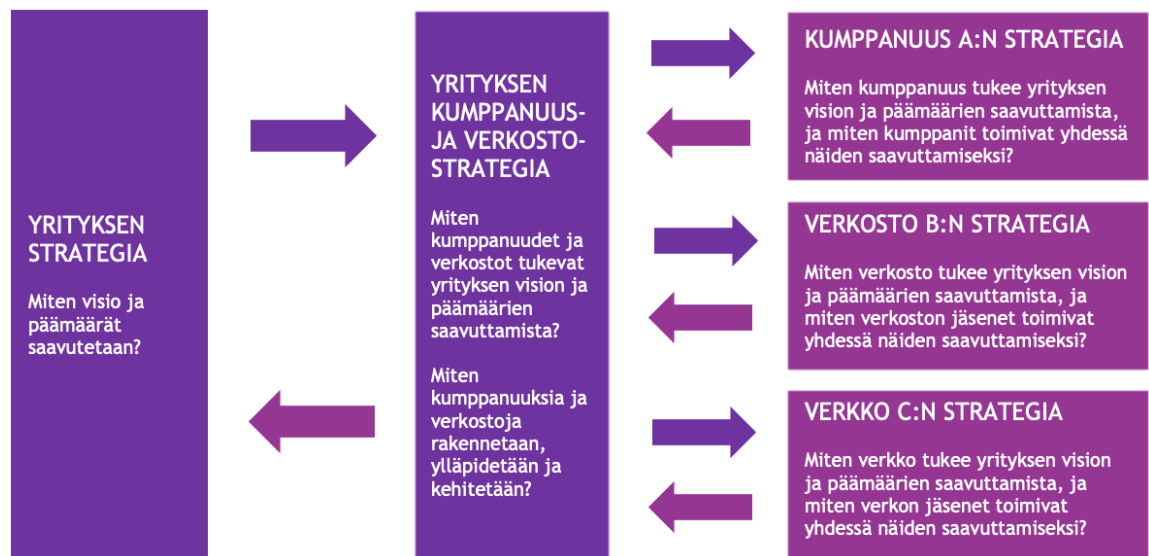 YRITYKSEN
STRATEGIA
Miten visio ja
päämäärät
saavutetaan?
YRITYKSEN
KUMPPANUUS-
JA VERKOSTO-
STRATEGIA
Miten
kumppanuudet ja
verkostot tukevat
yrityksen vision ja
päämäärien
saavuttamista?
Miten
kumppanuuksia ja
verkostoja
rakennetaan,
ylläpidetään ja
kehitetään?
KUMPPANUUS A:N STRATEGIA
Miten kumppanuus tukee yrityksen
vision ja päämäärien saavuttamista,
ja miten kumppanit toimivat yhdessä
näiden saavuttamiseksi?
VERKOSTO B:N STRATEGIA
Miten verkosto tukee yrityksen vision
ja päämäärien saavuttamista, ja
miten verkoston jäsenet toimivat
yhdessä näiden saavuttamiseksi?
VERKKO C:N STRATEGIA
Miten verkko tukee yrityksen vision
ja päämäärien saavuttamista, ja
miten verkon jäsenet toimivat
yhdessä näiden saavuttamiseksi?